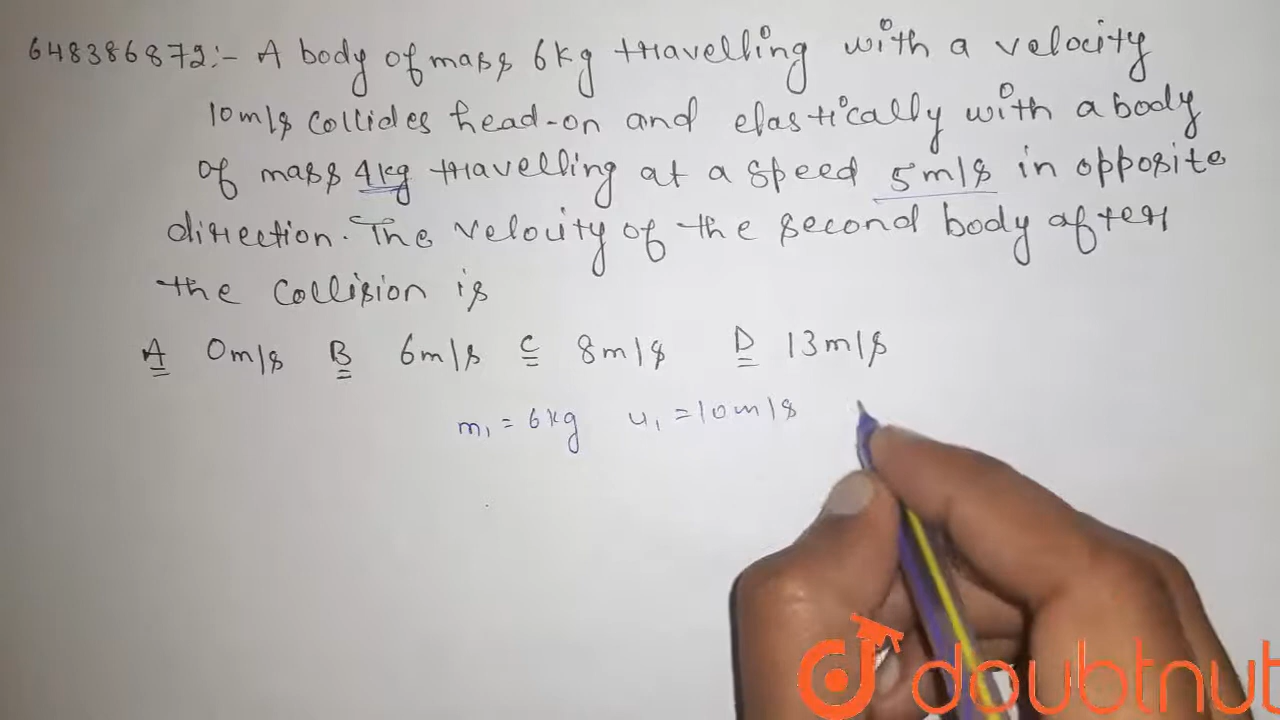 648386872:- A body of mass 6kg travelling with a velocity
10m/s collides head-on and elastically with a body
of mass 4kg travelling at a speed 5m/s in opposite
direction. The velocity of the second body after
the collision is
A 0m/s B 6m/s C 8m/s D 13m/s
m₁ = 6kg u₁ = 10m/s
doubtnut